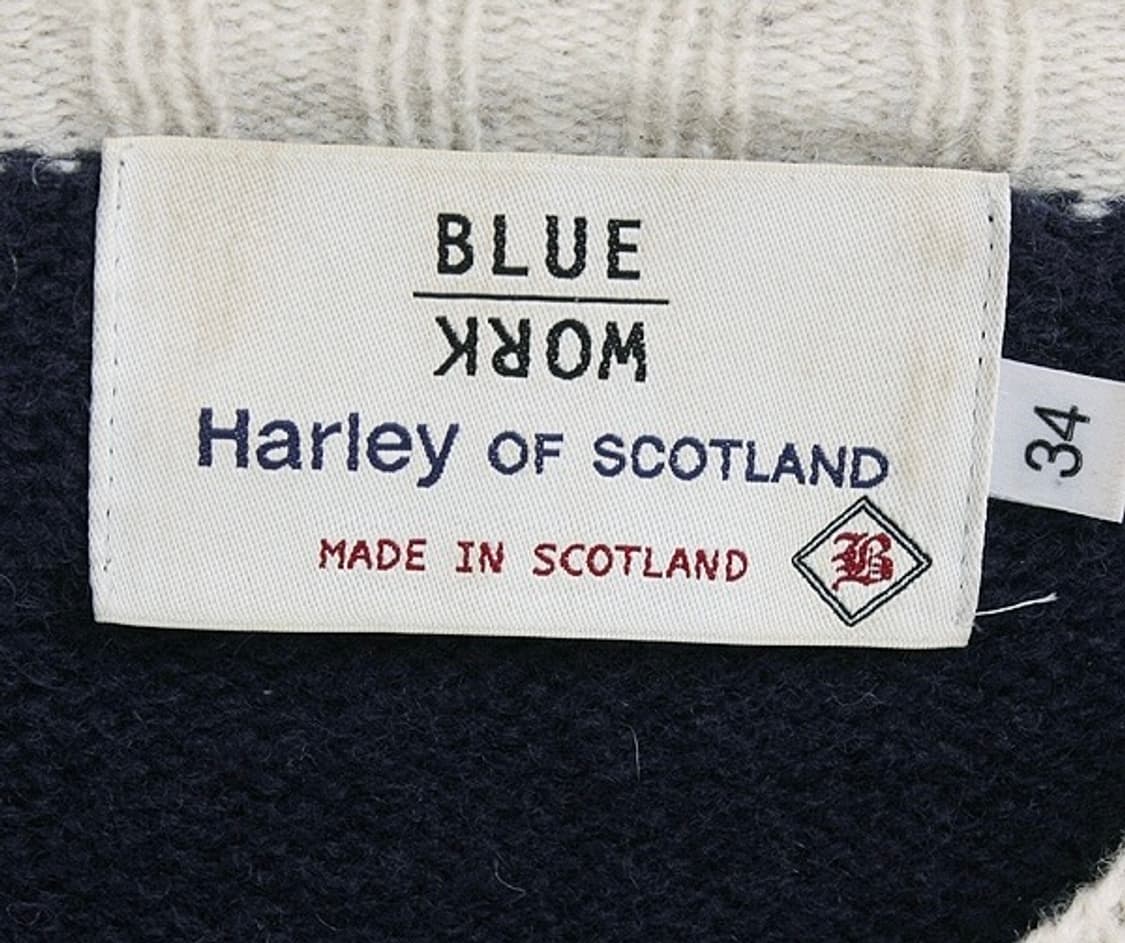 BLUE
WORK
Harley OF SCOTLAND
MADE IN SCOTLAND
B
34